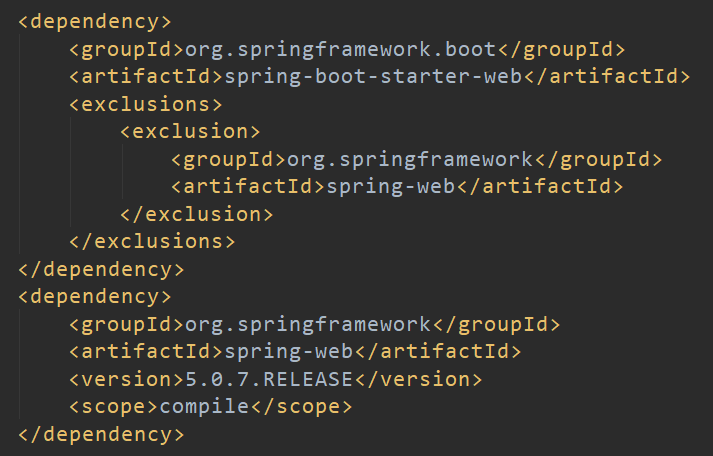 <dependency>
    <groupId>org.springframework.boot</groupId>
    <artifactId>spring-boot-starter-web</artifactId>
    <exclusions>
        <exclusion>
            <groupId>org.springframework</groupId>
            <artifactId>spring-web</artifactId>
        </exclusion>
    </exclusions>
</dependency>
<dependency>
    <groupId>org.springframework</groupId>
    <artifactId>spring-web</artifactId>
    <version>5.0.7.RELEASE</version>
    <scope>compile</scope>
</dependency>